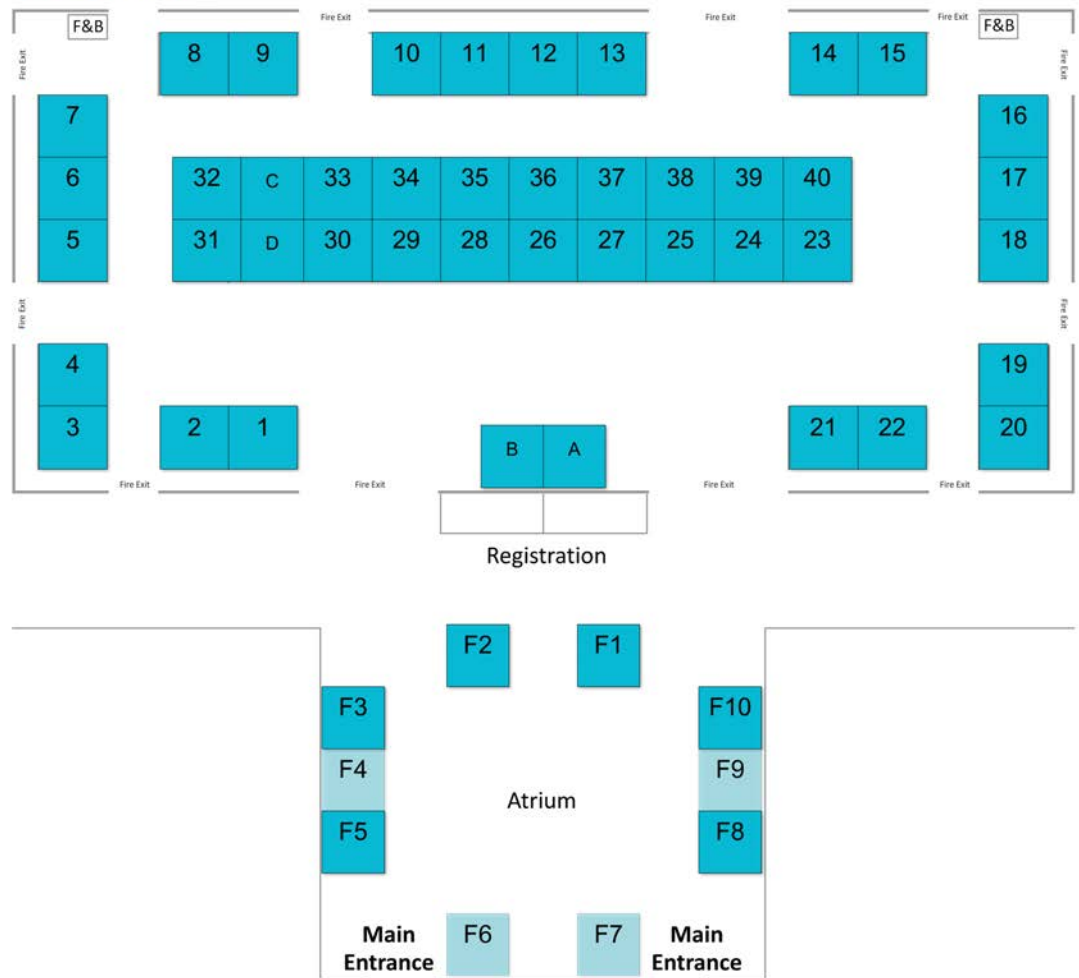 F&B Fire Exit Fire Exit Fire Exit F&B
8 9 10 11 12 13 14 15
Fire Exit Fire Exit
7 16
6 32 C 33 34 35 36 37 38 39 40 17
5 31 D 30 29 28 26 27 25 24 23 18
Fire Exit Fire Exit
4 19
3 2 1 B A 21 22 20
Fire Exit Fire Exit Fire Exit Fire Exit
Registration
F2 F1
F3 F10
F4 F9
Atrium
F5 F8
Main F6 F7 Main
Entrance Entrance